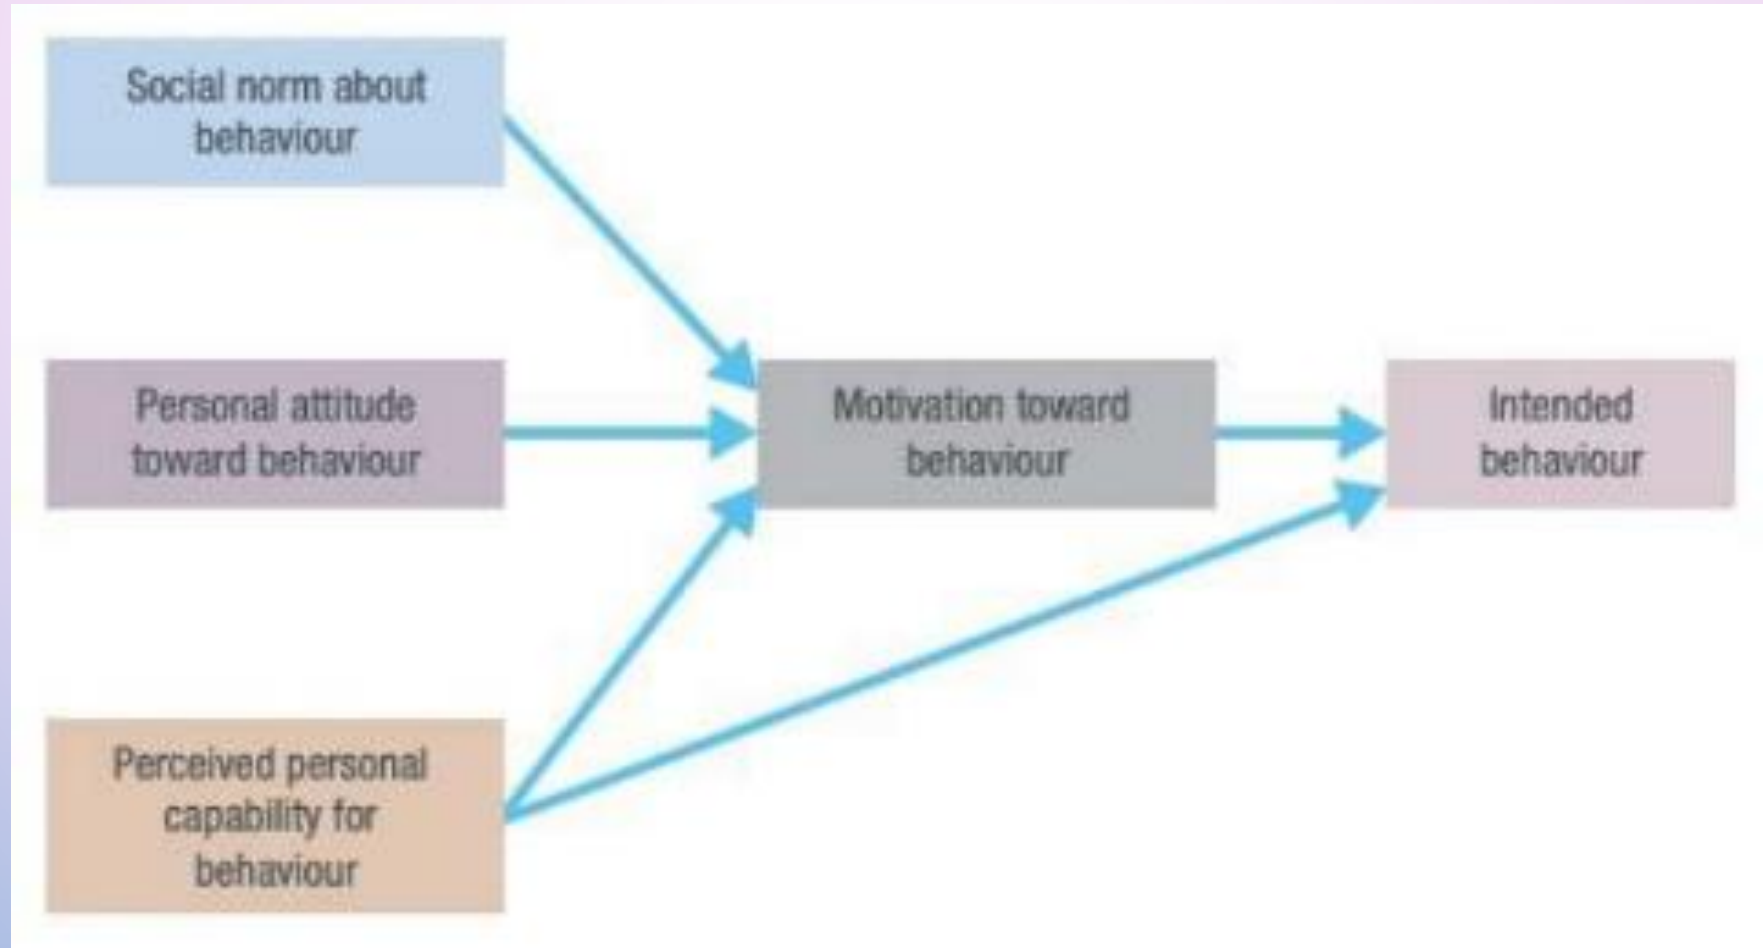 Social norm about
behaviour
Personal attitude
toward behaviour
Motivation toward
behaviour
Intended
behaviour
Perceived personal
capability for
behaviour